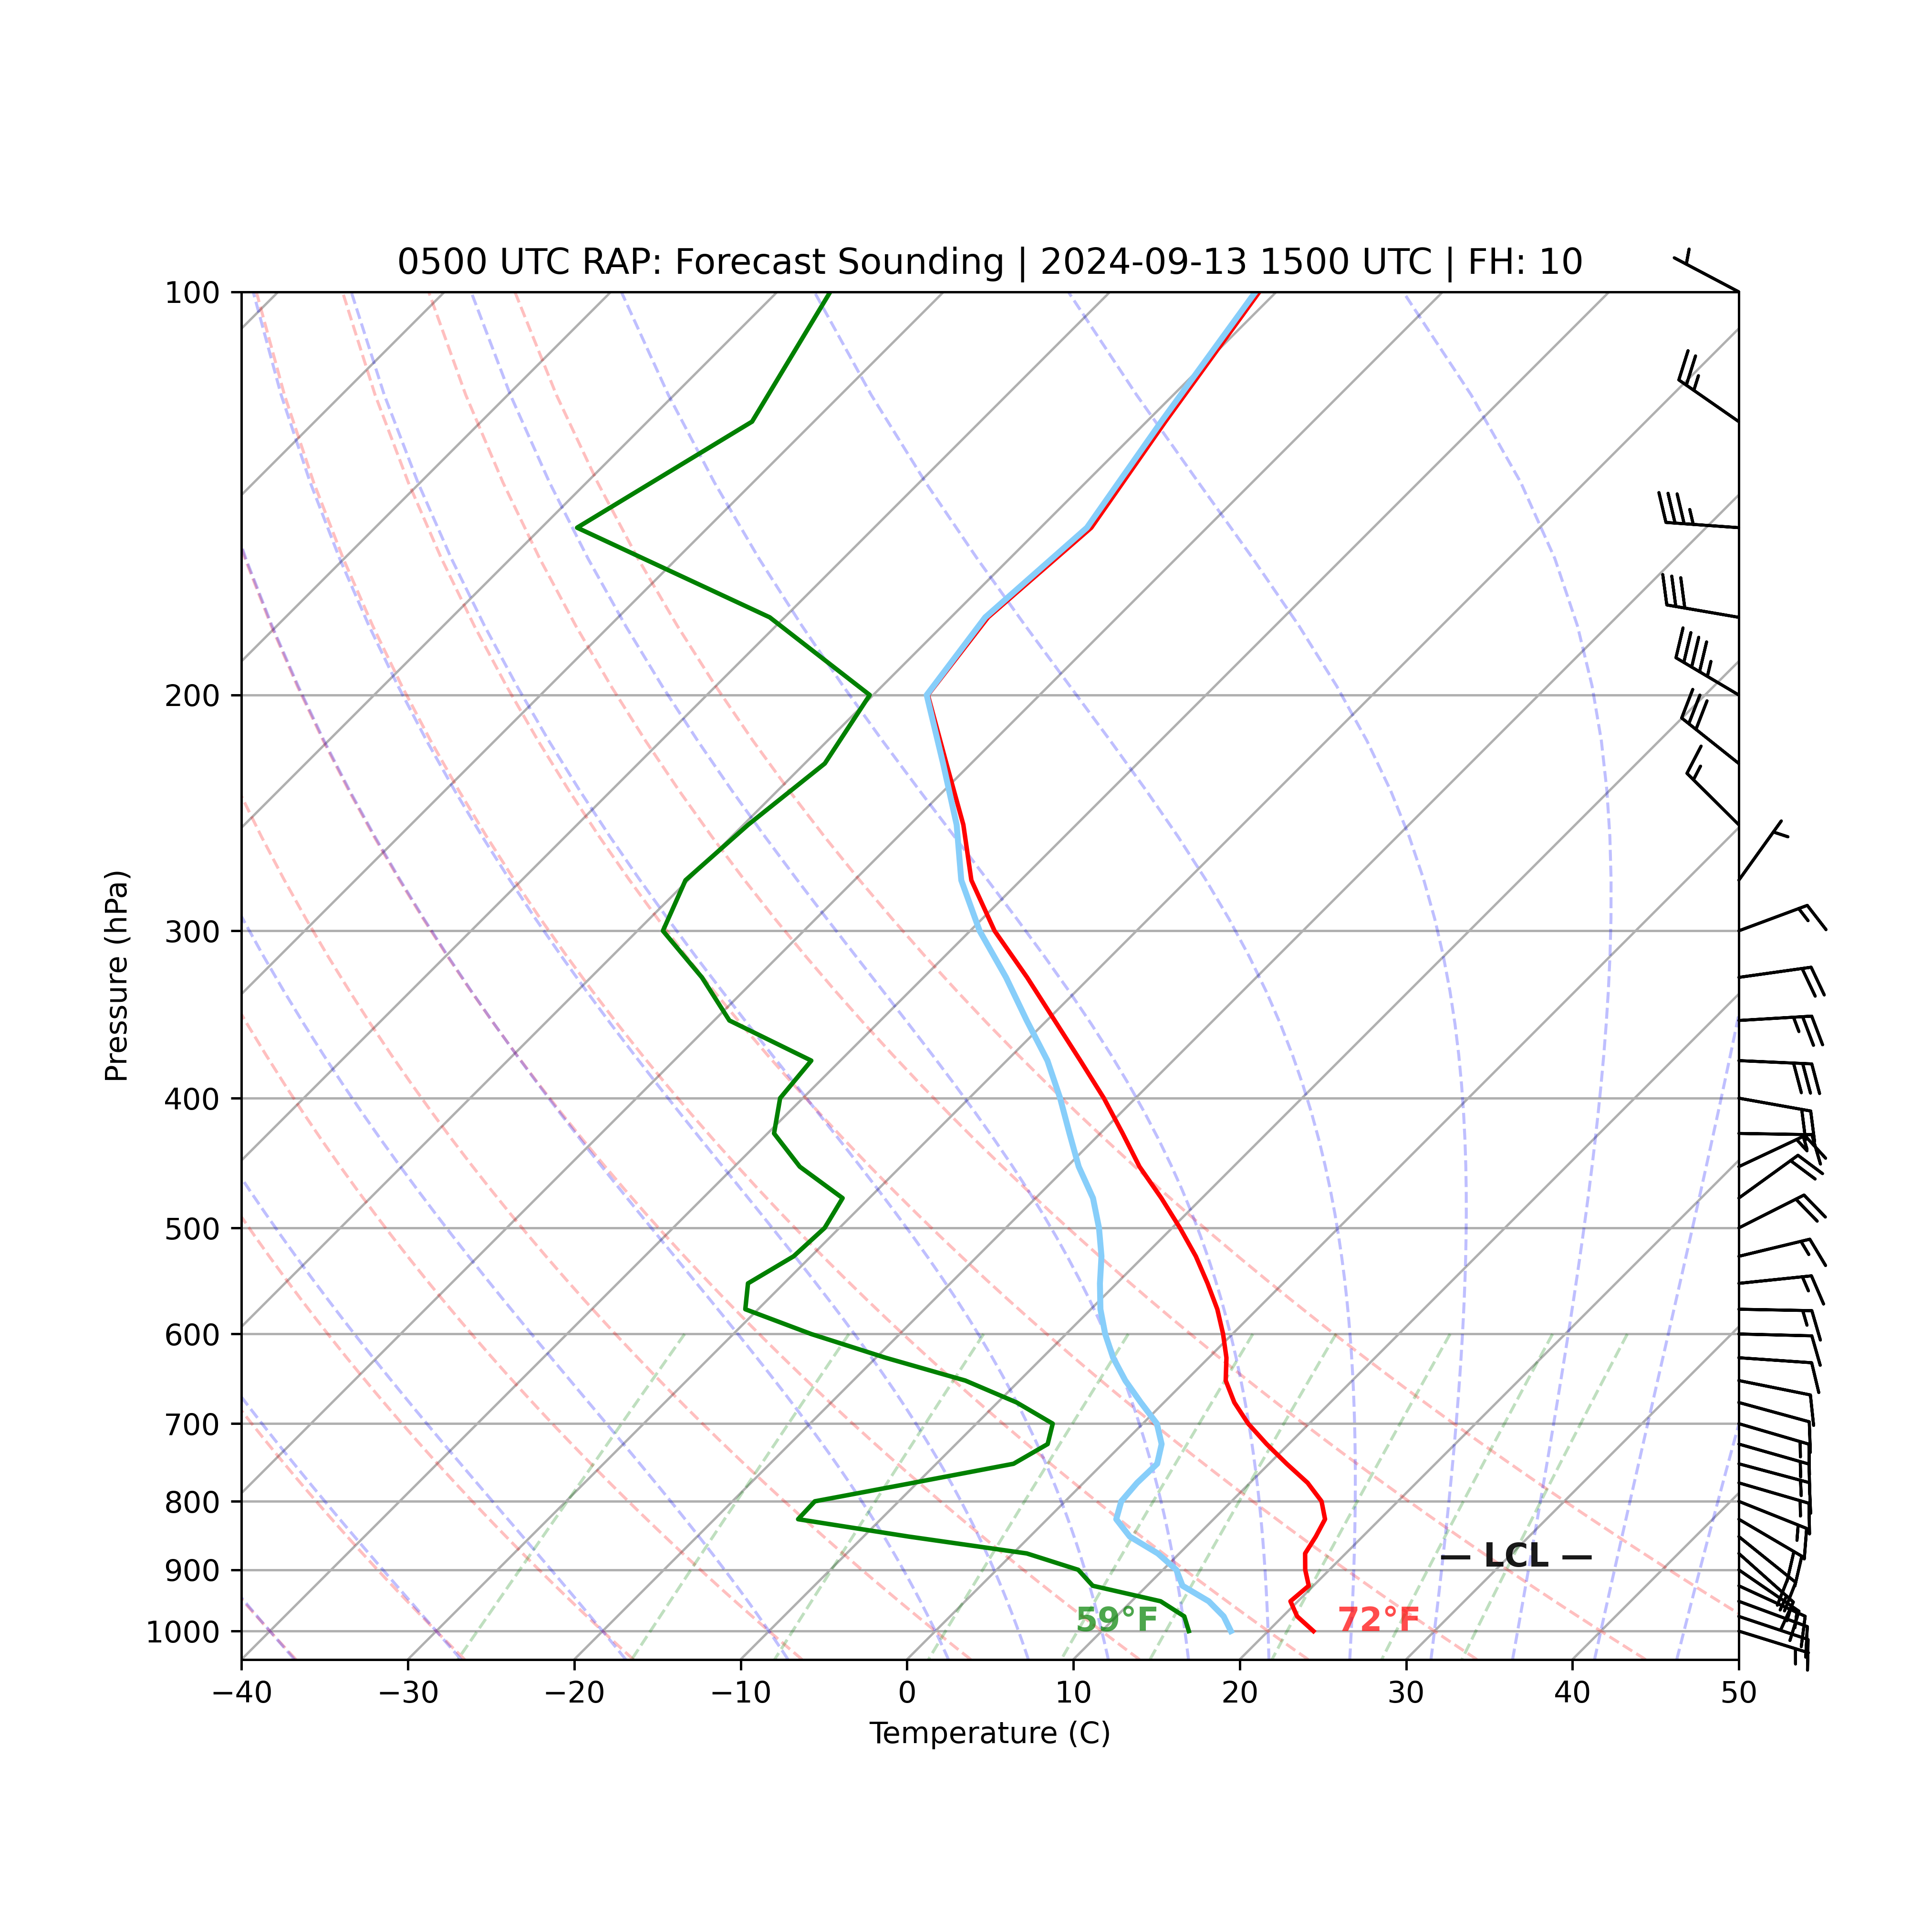 0500 UTC RAP: Forecast Sounding | 2024-09-13 1500 UTC | FH: 10
100
200
300
400
500
600
700
800
900
1000
Pressure (hPa)
— LCL —
59°F
72°F
−40 −30 −20 −10 0 10 20 30 40 50
Temperature (C)